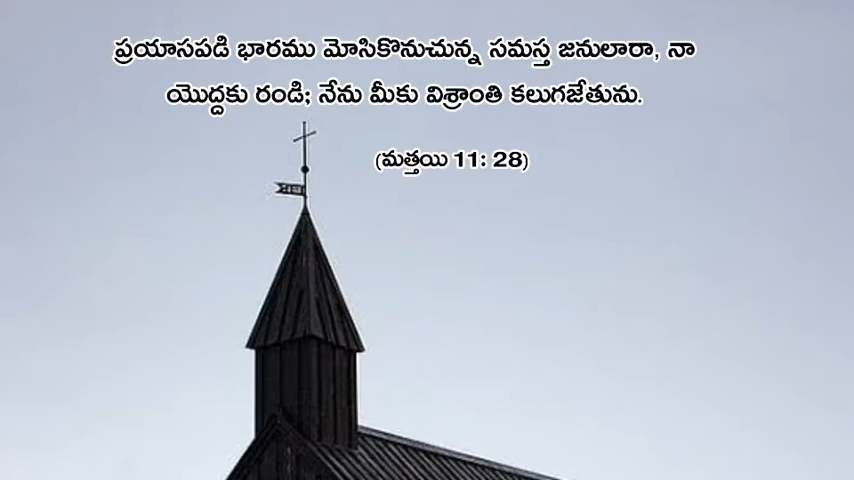 ప్రయాసపడి భారము మోసికొనుచున్న సమస్త జనులారా, నా
యొద్దకు రండి; నేను మీకు విశ్రాంతి కలుగజేతును.
(మత్తయి 11: 28)